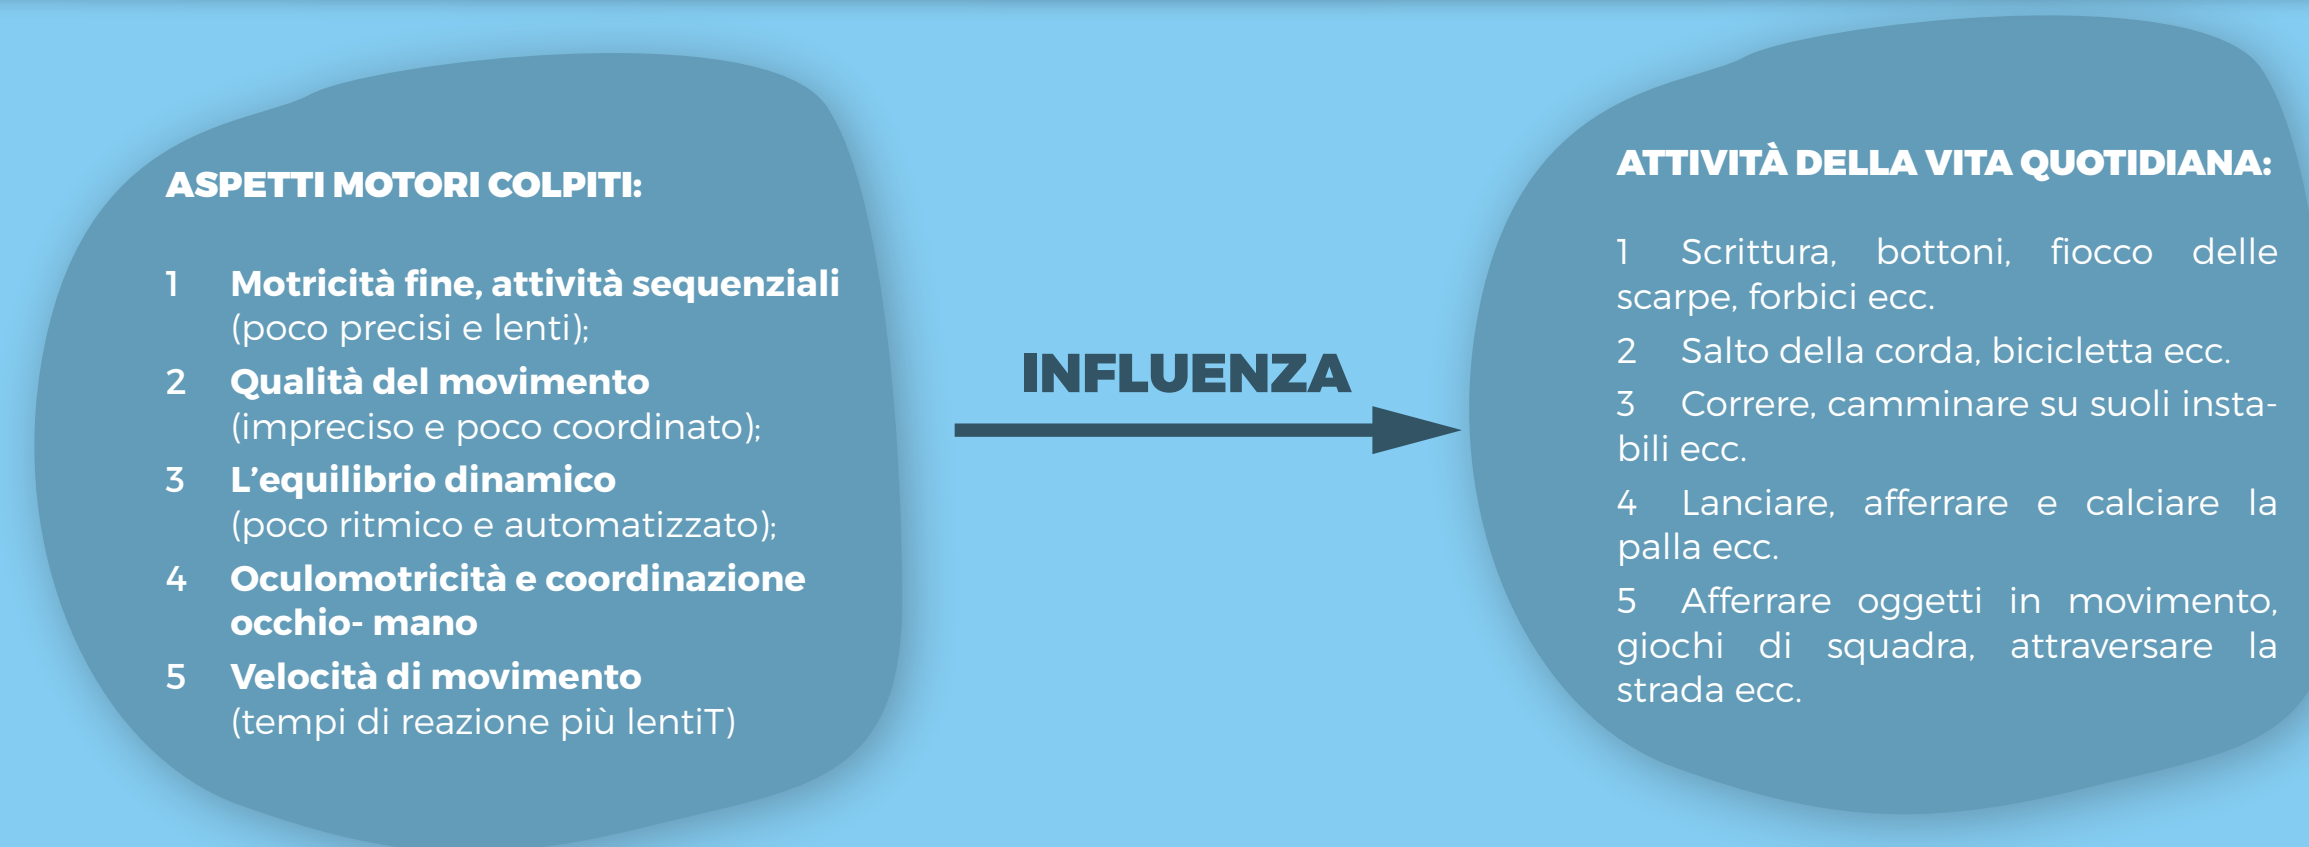 ASPETTI MOTORI COLPITI:
1 Motricità fine, attività sequenziali
(poco precisi e lenti);
2 Qualità del movimento
(impreciso e poco coordinato);
3 L’equilibrio dinamico
(poco ritmico e automatizzato);
4 Oculomotricità e coordinazione
occhio- mano
5 Velocità di movimento
(tempi di reazione più lentiT)
INFLUENZA
ATTIVITÀ DELLA VITA QUOTIDIANA:
1 Scrittura, bottoni, fiocco delle
scarpe, forbici ecc.
2 Salto della corda, bicicletta ecc.
3 Correre, camminare su suoli insta-
bili ecc.
4 Lanciare, afferrare e calciare la
palla ecc.
5 Afferrare oggetti in movimento,
giochi di squadra, attraversare la
strada ecc.